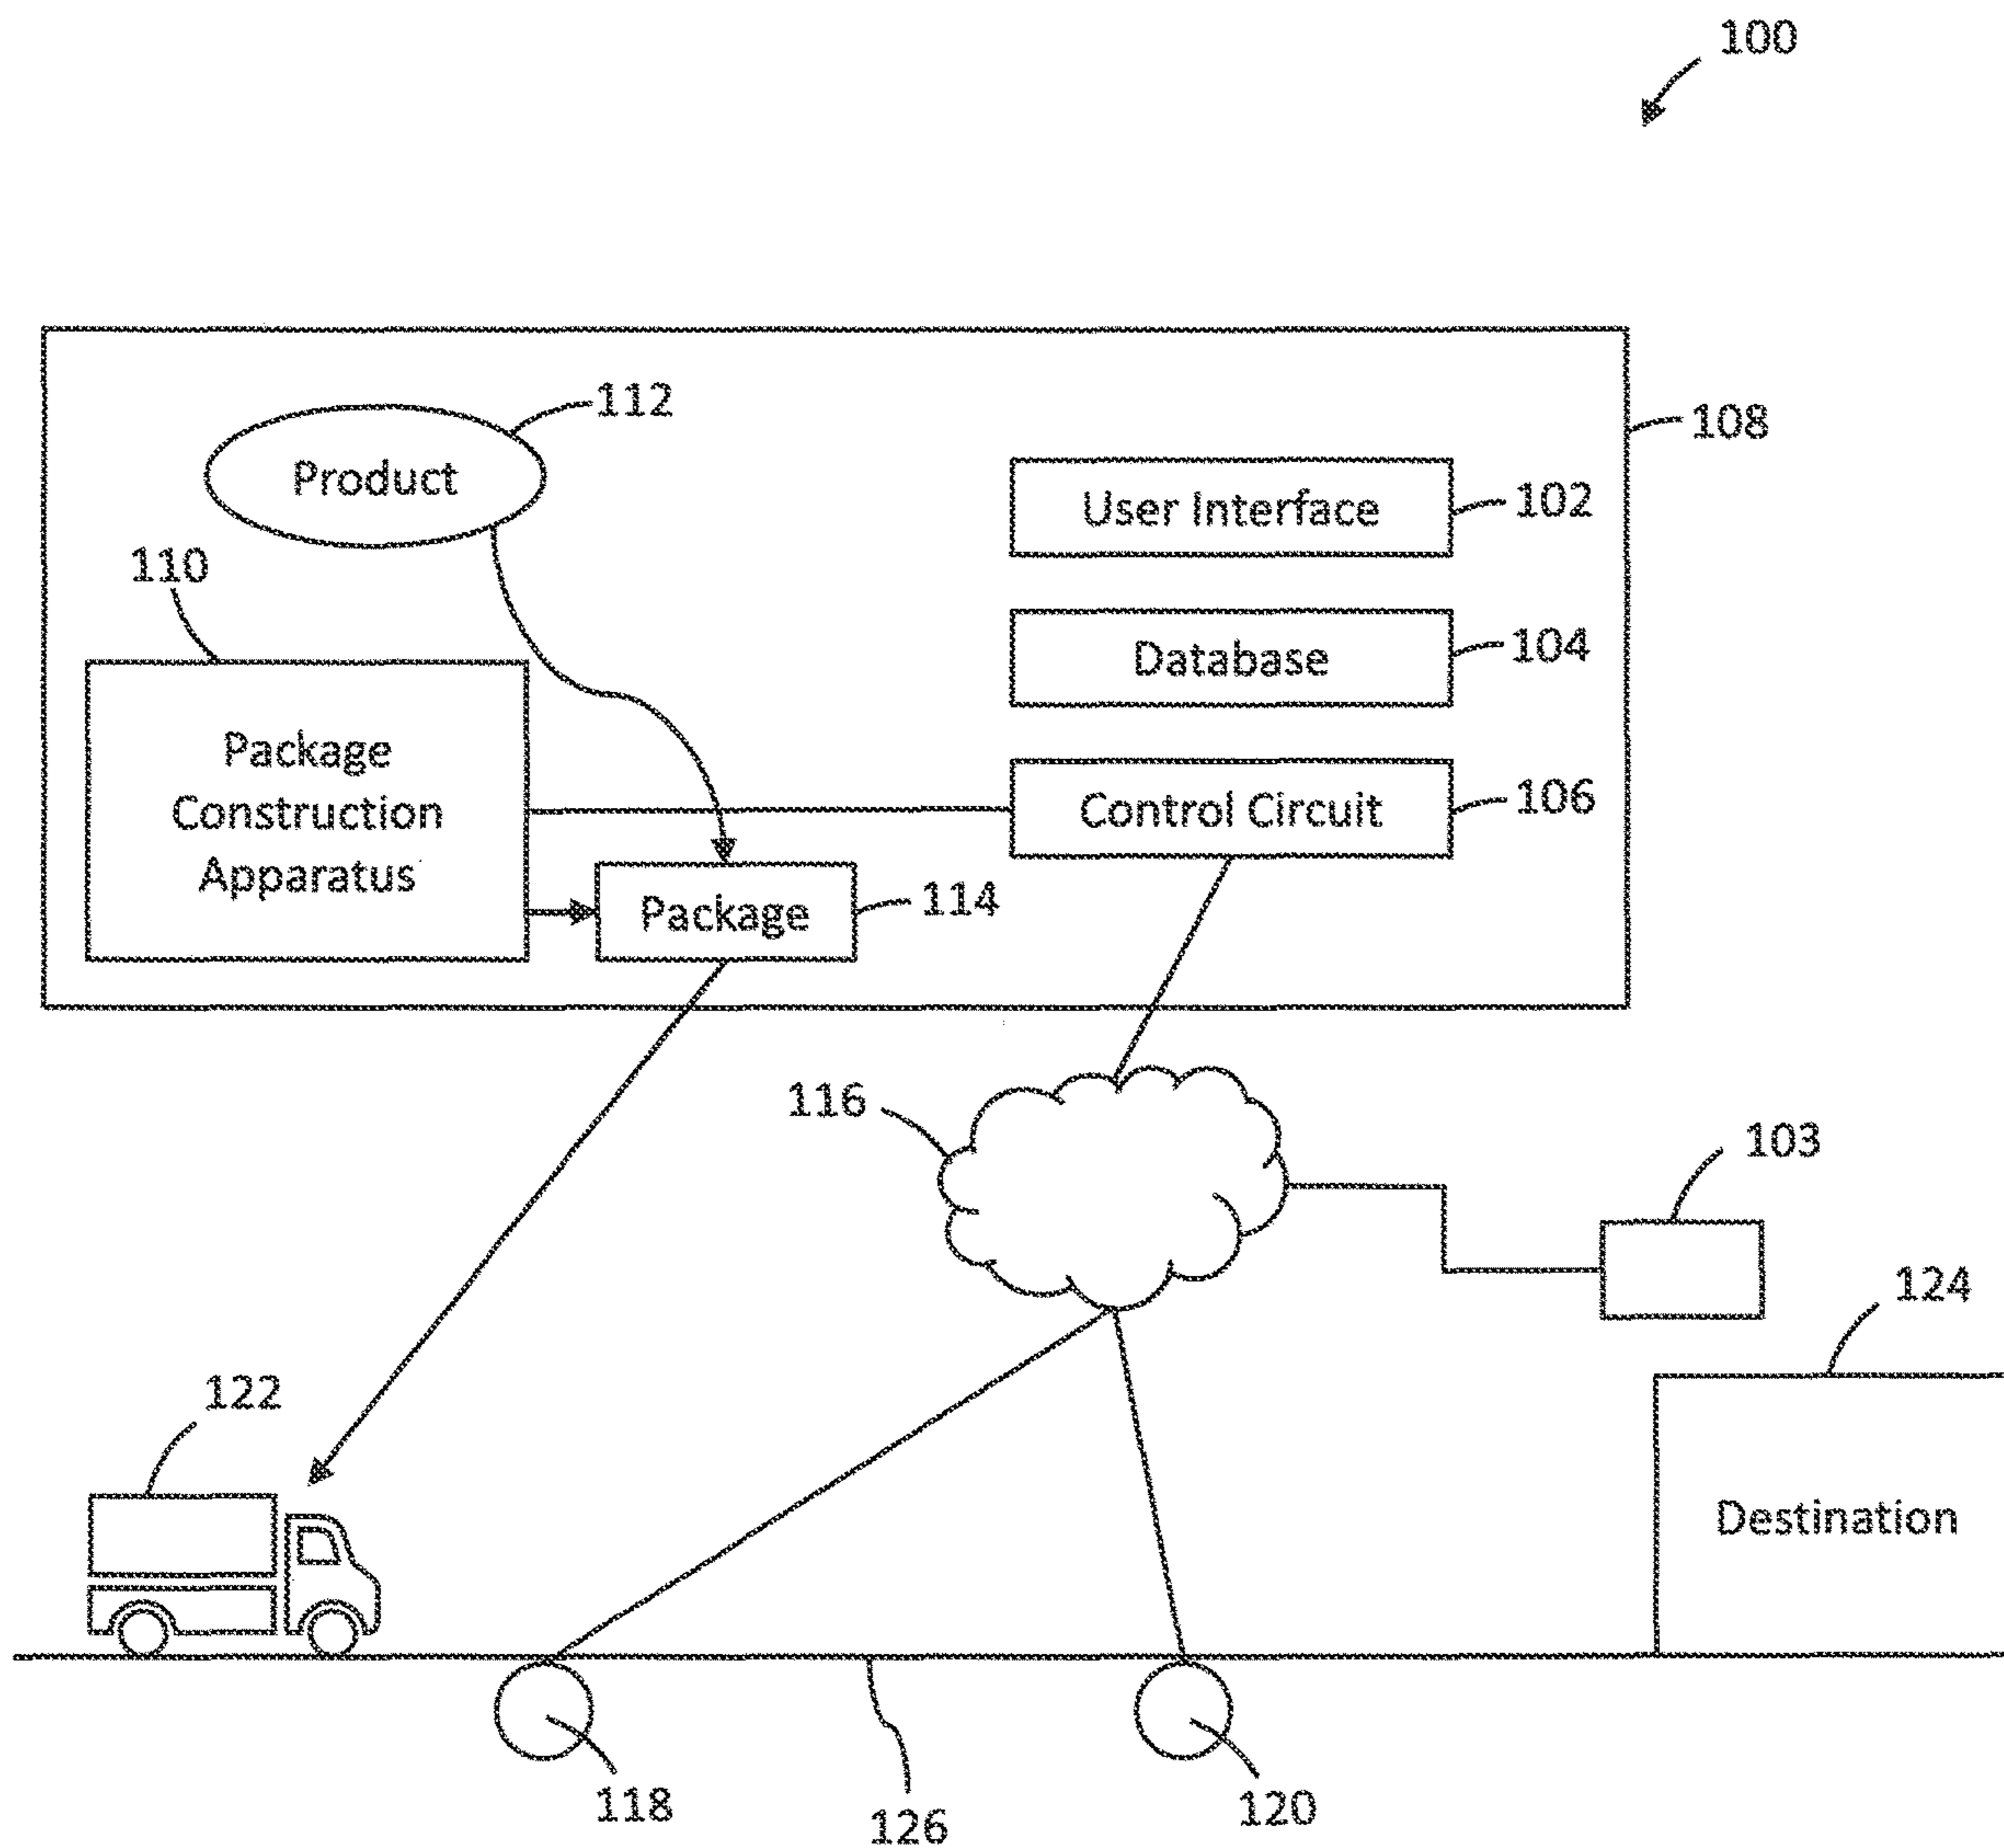 100
112
Product
108
User Interface
102
110
Database
104
Package
Construction
Apparatus
Control Circuit
106
Package
114
116
103
124
122
Destination
118
126
120